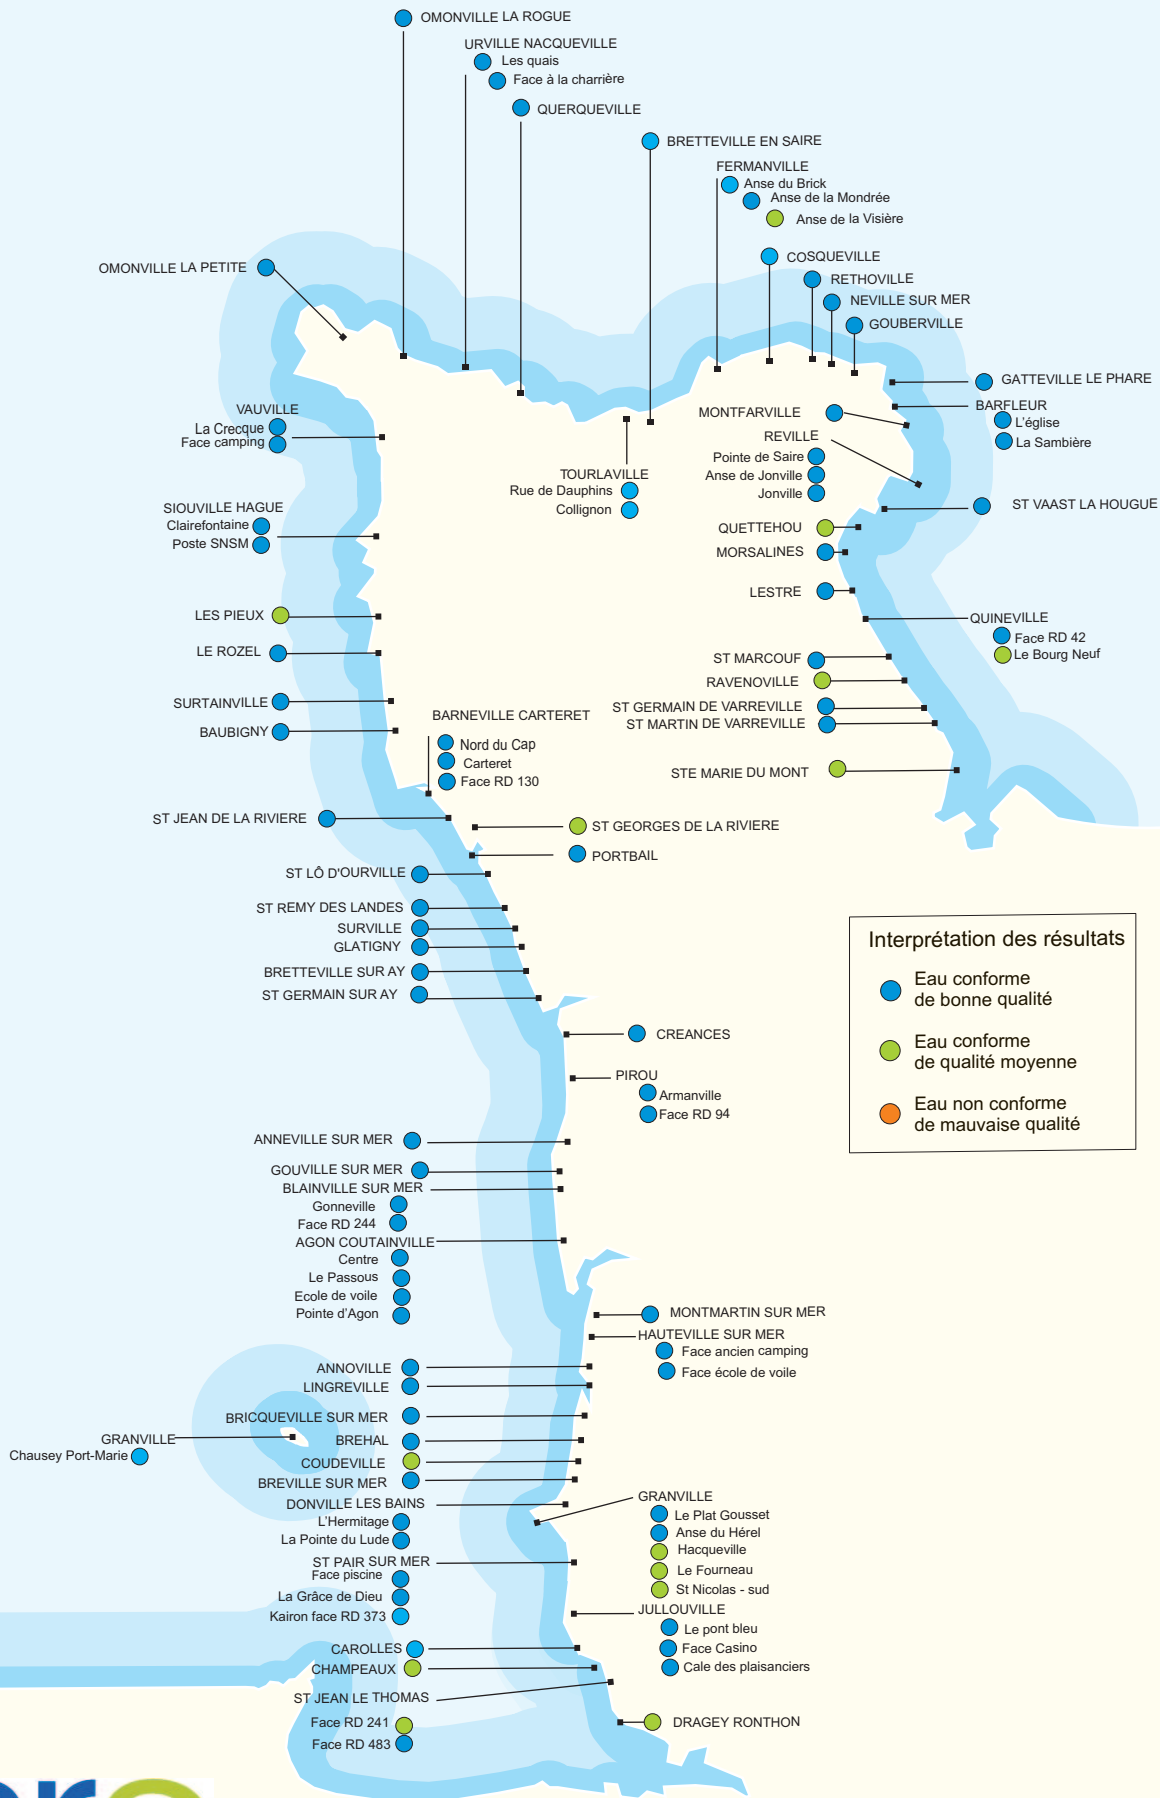 OMONVILLE LA ROGUE
URVILLE NACQUEVILLE
Les quais
Face à la charrière
QUERQUEVILLE
BRETTEVILLE EN SAIRE
FERMANVILLE
Anse du Brick
Anse de la Mondrée
Anse de la Visière
COSQUEVILLE
RETHOVILLE
NEVILLE SUR MER
GOUBERVILLE
OMONVILLE LA PETITE
GATTEVILLE LE PHARE
BARFLEUR
L'église
La Sambière
MONTFARVILLE
REVILLE
Pointe de Saire
Anse de Jonville
Jonville
VAUVILLE
La Crecque
Face camping
TOURLAVILLE
Rue de Dauphins
Collignon
SIOUVILLE HAGUE
Clairefontaine
Poste SNSM
ST VAAST LA HOUGUE
QUETTEHOU
MORSALINES
LESTRE
LES PIEUX
QUINEVILLE
Face RD 42
Le Bourg Neuf
LE ROZEL
ST MARCOUF
RAVENOVILLE
SURTAINVILLE
ST GERMAIN DE VARREVILLE
ST MARTIN DE VARREVILLE
BAUBIGNY
BARNEVILLE CARTERET
Nord du Cap
Carteret
Face RD 130
STE MARIE DU MONT
ST JEAN DE LA RIVIERE
ST GEORGES DE LA RIVIERE
PORTBAIL
ST LÔ D'OURVILLE
ST REMY DES LANDES
SURVILLE
GLATIGNY
BRETTEVILLE SUR AY
ST GERMAIN SUR AY
Interprétation des résultats
Eau conforme
de bonne qualité
Eau conforme
de qualité moyenne
Eau non conforme
de mauvaise qualité
CREANCES
PIROU
Armanville
Face RD 94
ANNEVILLE SUR MER
GOUVILLE SUR MER
BLAINVILLE SUR MER
Gonneville
Face RD 244
AGON COUTAINVILLE
Centre
Le Passous
Ecole de voile
Pointe d'Agon
MONTMARTIN SUR MER
HAUTEVILLE SUR MER
Face ancien camping
Face école de voile
ANNOVILLE
LINGREVILLE
BRICQUEVILLE SUR MER
GRANVILLE
Chausey Port-Marie
BREHAL
COUDEVILLE
BREVILLE SUR MER
DONVILLE LES BAINS
L'Hermitage
La Pointe du Lude
GRANVILLE
Le Plat Gousset
Anse du Hérel
Hacqueville
Le Fourneau
St Nicolas - sud
ST PAIR SUR MER
Face piscine
La Grâce de Dieu
Kairon face RD 373
JULLOUVILLE
Le pont bleu
Face Casino
Cale des plaisanciers
CAROLLES
CHAMPEAUX
ST JEAN LE THOMAS
Face RD 241
Face RD 483
DRAGEY RONTHON